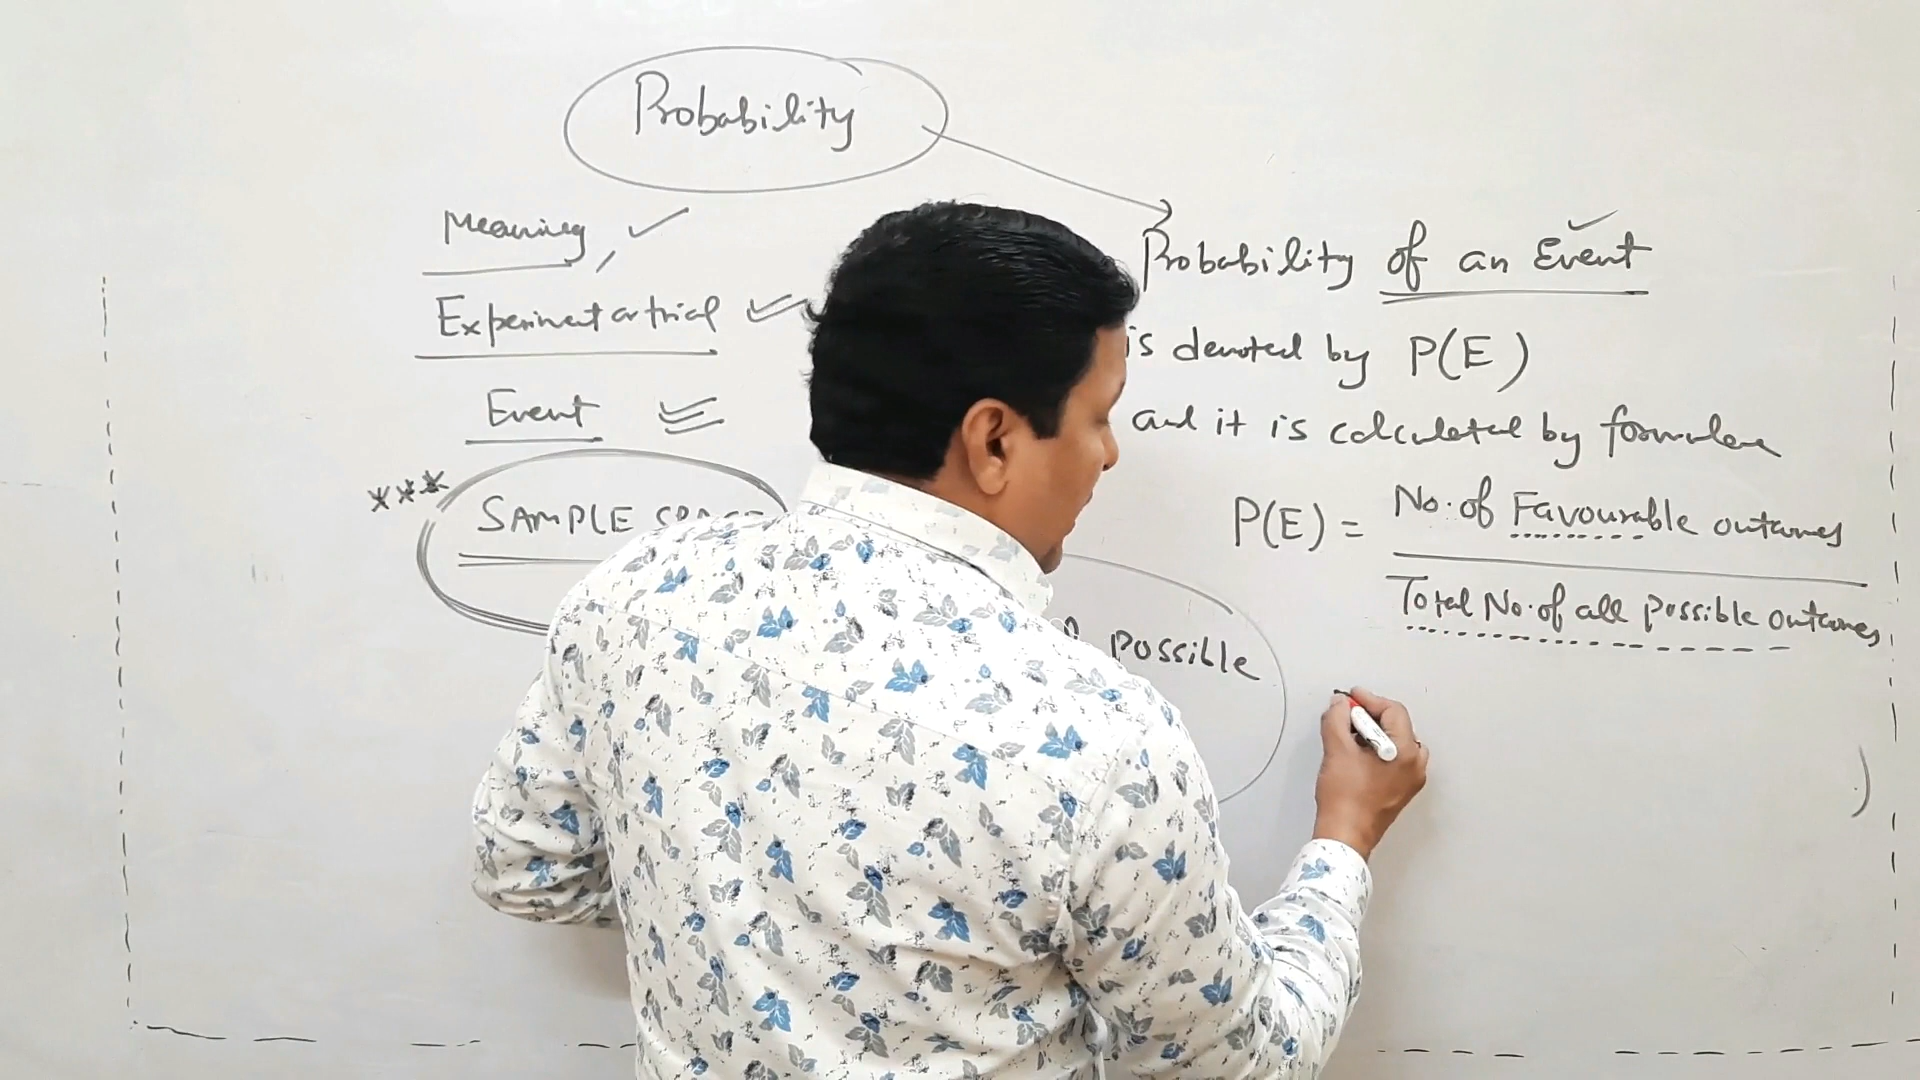 Probability
Meaning
Experiment or trial
Event
SAMPLE SPACE
possible
Probability of an Event
is denoted by P(E)
and it is calculated by formulae
P(E) = No. of Favourable outcomes
Total No. of all possible outcomes